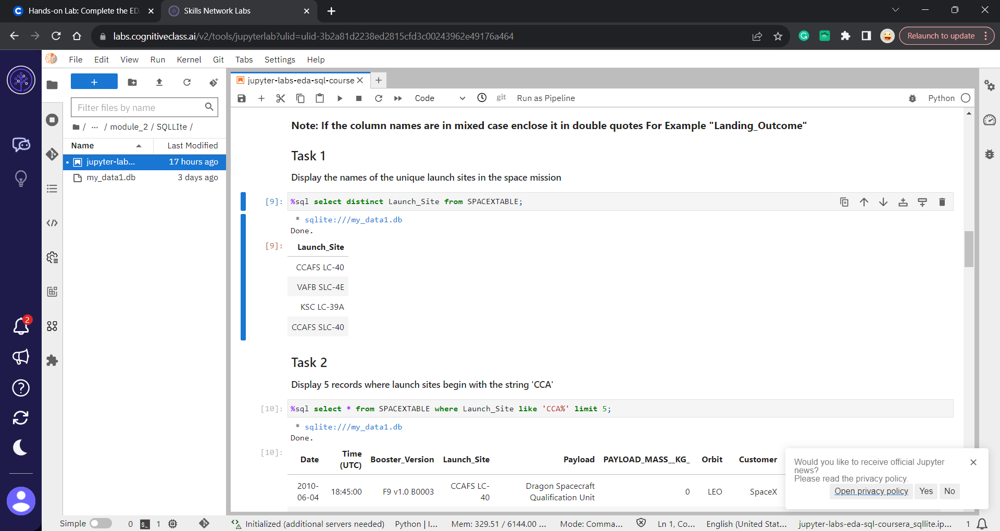 Hands-on Lab: Complete the ED
Skills Network Labs
labs.cognitiveclass.ai/v2/tools/jupyterlab?ulid=ulid-3b2a81d2238ed2815cfd3c00243962e49176a464
Relaunch to update
File Edit View Run Kernel Git Tabs Settings Help
jupyter-labs-eda-sql-course
Filter files by name
Code
git
Run as Pipeline
Python
/ ... / module_2 / SQLLIte /
Name Last Modified
jupyter-lab... 17 hours ago
my_data1.db 3 days ago
Note: If the column names are in mixed case enclose it in double quotes For Example "Landing_Outcome"
Task 1
Display the names of the unique launch sites in the space mission
[9]: %sql select distinct Launch_Site from SPACEXTABLE;
* sqlite:///my_data1.db
Done.
[9]: Launch_Site
CCAFS LC-40
VAFB SLC-4E
KSC LC-39A
CCAFS SLC-40
Task 2
Display 5 records where launch sites begin with the string 'CCA'
[10]: %sql select * from SPACEXTABLE where Launch_Site like 'CCA%' limit 5;
* sqlite:///my_data1.db
Done.
[10]: Date Time (UTC) Booster_Version Launch_Site Payload PAYLOAD_MASS__KG_ Orbit Customer
2010-06-04 18:45:00 F9 v1.0 B0003 CCAFS LC-40 Dragon Spacecraft Qualification Unit 0 LEO SpaceX
2
Would you like to receive official Jupyter
news?
Please read the privacy policy.
Open privacy policy Yes No
Simple 0 1 Initialized (additional servers needed) Python | I... Mem: 329.51 / 6144.00 ... Mode: Comma... Ln 1, Co... English (United Stat... jupyter-labs-eda-sql-coursera_sqllite.ip... 1